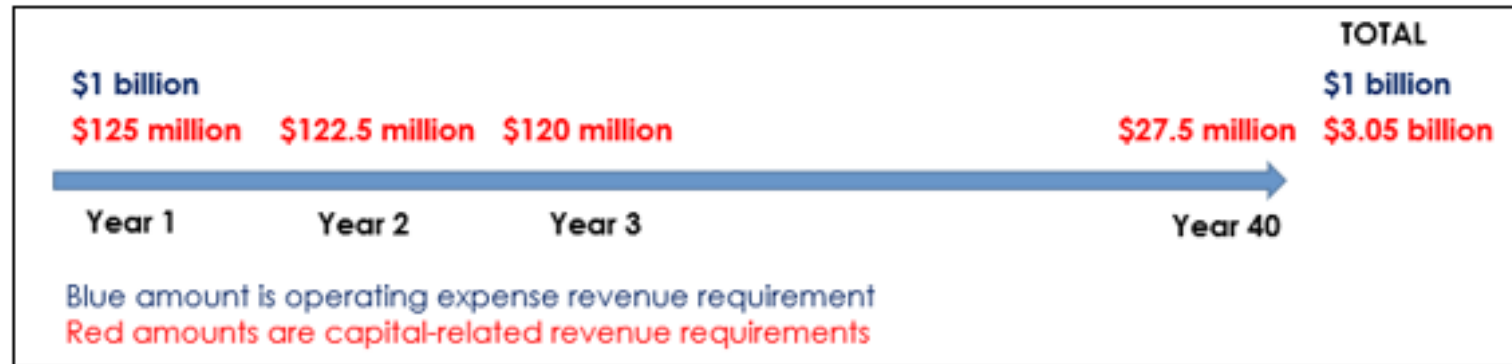 TOTAL
$1 billion $1 billion
$125 million $122.5 million $120 million $27.5 million $3.05 billion
Year 1 Year 2 Year 3 Year 40
Blue amount is operating expense revenue requirement
Red amounts are capital-related revenue requirements